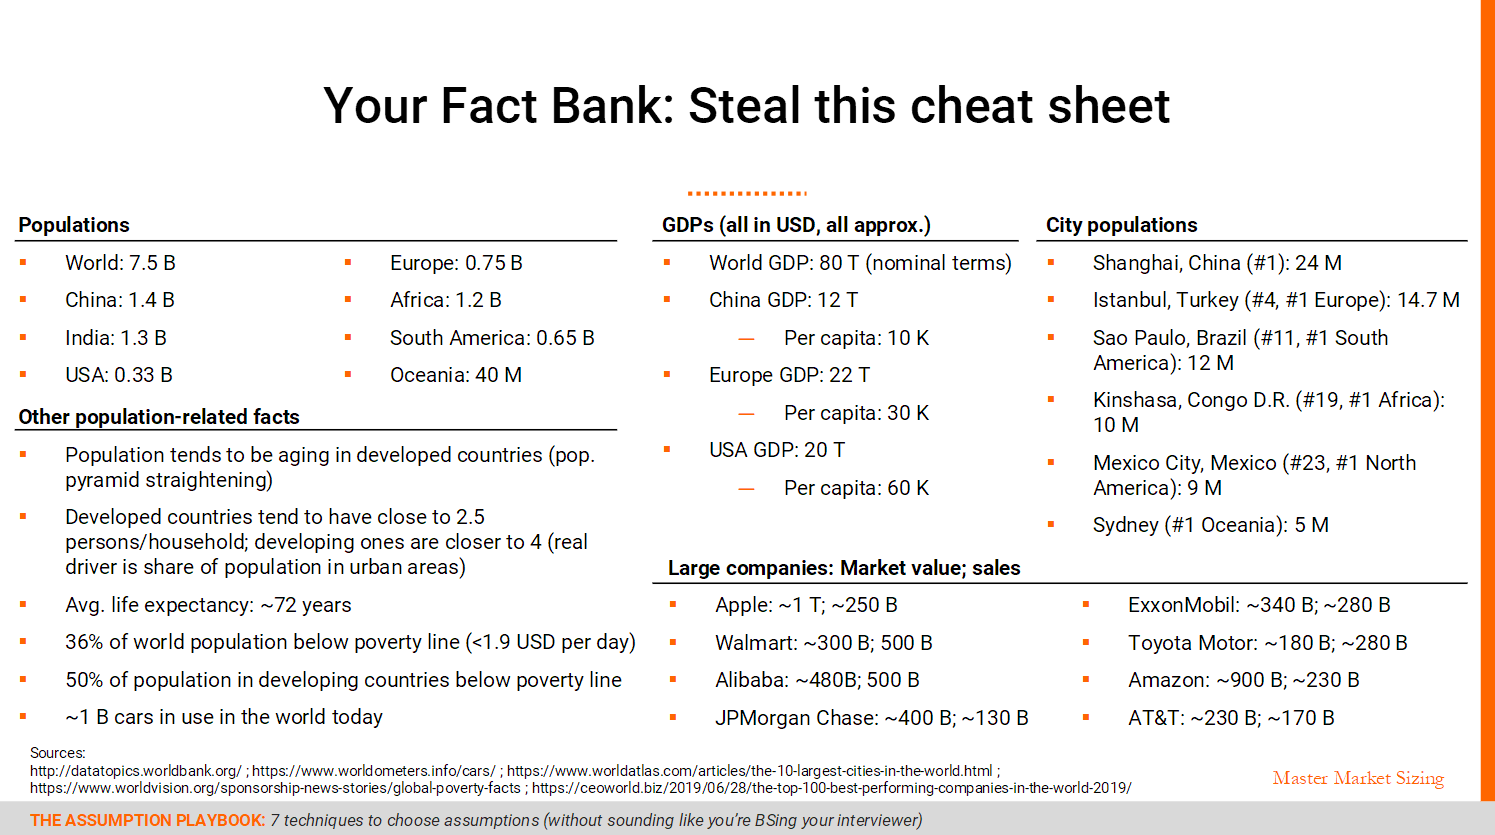 Your Fact Bank: Steal this cheat sheet
Populations
World: 7.5 B
China: 1.4 B
India: 1.3 B
USA: 0.33 B
Europe: 0.75 B
Africa: 1.2 B
South America: 0.65 B
Oceania: 40 M
Other population-related facts
Population tends to be aging in developed countries (pop.
pyramid straightening)
Developed countries tend to have close to 2.5
persons/household; developing ones are closer to 4 (real
driver is share of population in urban areas)
Avg. life expectancy: ~72 years
36% of world population below poverty line (<1.9 USD per day)
50% of population in developing countries below poverty line
~1 B cars in use in the world today
GDPs (all in USD, all approx.)
World GDP: 80 T (nominal terms)
China GDP: 12 T
— Per capita: 10 K
Europe GDP: 22 T
— Per capita: 30 K
USA GDP: 20 T
— Per capita: 60 K
City populations
Shanghai, China (#1): 24 M
Istanbul, Turkey (#4, #1 Europe): 14.7 M
Sao Paulo, Brazil (#11, #1 South
America): 12 M
Kinshasa, Congo D.R. (#19, #1 Africa):
10 M
Mexico City, Mexico (#23, #1 North
America): 9 M
Sydney (#1 Oceania): 5 M
Large companies: Market value; sales
Apple: ~1 T; ~250 B
Walmart: ~300 B; 500 B
Alibaba: ~480B; 500 B
JPMorgan Chase: ~400 B; ~130 B
ExxonMobil: ~340 B; ~280 B
Toyota Motor: ~180 B; ~280 B
Amazon: ~900 B; ~230 B
AT&T: ~230 B; ~170 B
Sources:
http://datatopics.worldbank.org/ ; https://www.worldometers.info/cars/ ; https://www.worldatlas.com/articles/the-10-largest-cities-in-the-world.html ;
https://www.worldvision.org/sponsorship-news-stories/global-poverty-facts ; https://ceoworld.biz/2019/06/28/the-top-100-best-performing-companies-in-the-world-2019/
Master Market Sizing
THE ASSUMPTION PLAYBOOK: 7 techniques to choose assumptions (without sounding like you’re BSing your interviewer)